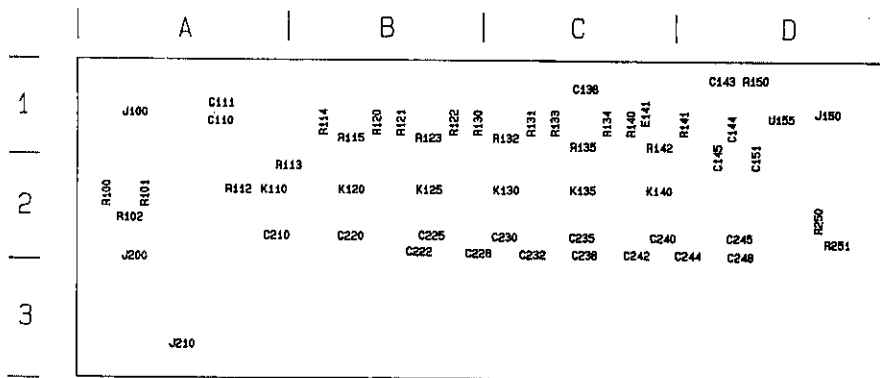 A B C D
1
C143 R150
C138
C111
J100
C110
R114 R120 R121 R122 R130 R131 R133 R134 R140 E141 R141 C144 U155 J150
R115 R123 R132
R135 R142
2
R113 C145 C151
R100 R101 R112 K110 K120 K125 K130 K135 K140
R102 R250
C210 C220 C225 C230 C235 C240 C245
R251
J200 C222 C228 C232 C238 C242 C244 C248
3
J210